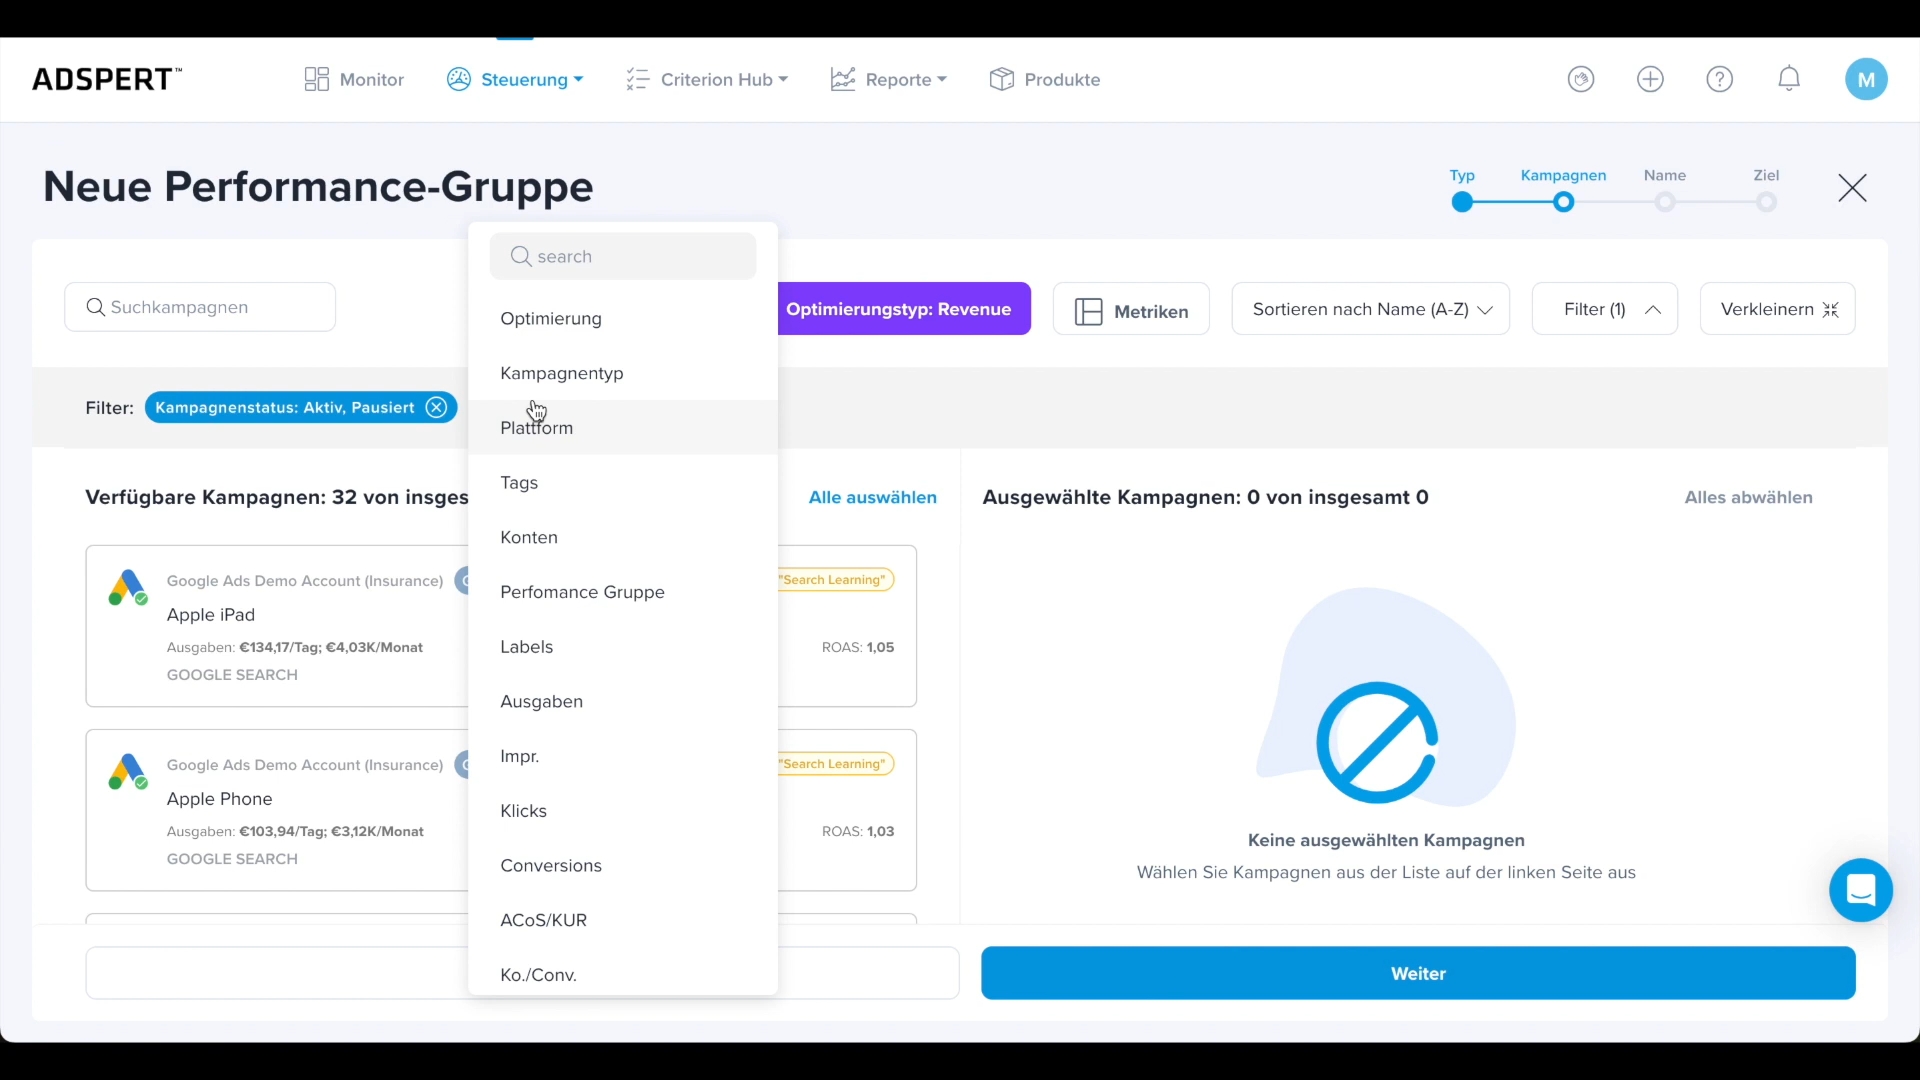 ADSPERT™
Monitor
Steuerung
Criterion Hub
Reporte
Produkte
M
Neue Performance-Gruppe
Typ
Kampagnen
Name
Ziel
Suchkampagnen
search
Optimierungstyp: Revenue
Metriken
Sortieren nach Name (A-Z)
Filter (1)
Verkleinern
Filter:
Kampagnenstatus: Aktiv, Pausiert
Optimierung
Kampagnentyp
Plattform
Tags
Konten
Perfomance Gruppe
Labels
Ausgaben
Impr.
Klicks
Conversions
ACoS/KUR
Ko./Conv.
Verfügbare Kampagnen: 32 von insges
Alle auswählen
Google Ads Demo Account (Insurance)
"Search Learning"
Apple iPad
Ausgaben: €134,17/Tag; €4,03K/Monat
ROAS: 1,05
GOOGLE SEARCH
Google Ads Demo Account (Insurance)
"Search Learning"
Apple Phone
Ausgaben: €103,94/Tag; €3,12K/Monat
ROAS: 1,03
GOOGLE SEARCH
Ausgewählte Kampagnen: 0 von insgesamt 0
Alles abwählen
Keine ausgewählten Kampagnen
Wählen Sie Kampagnen aus der Liste auf der linken Seite aus
Weiter